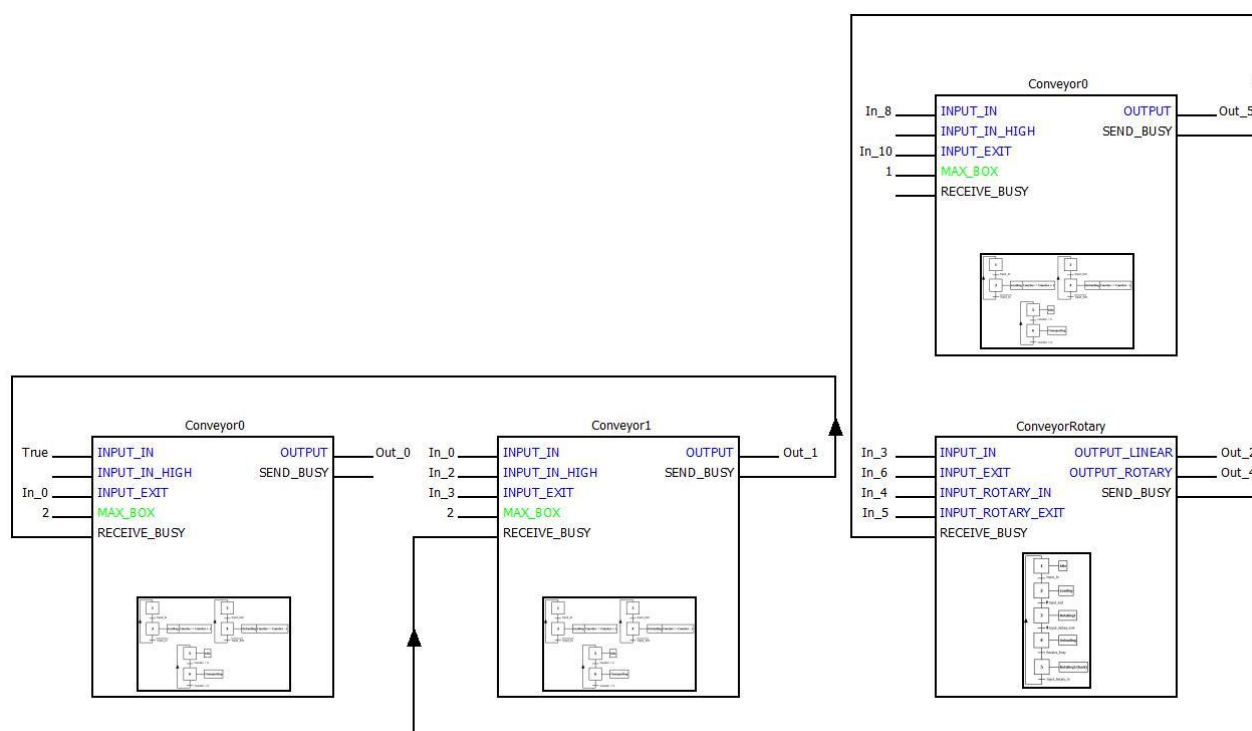 Conveyor0
In_8 INPUT_IN OUTPUT Out_5
INPUT_IN_HIGH SEND_BUSY
In_10 INPUT_EXIT
1 MAX_BOX
RECEIVE_BUSY
Conveyor0
True INPUT_IN OUTPUT Out_0
INPUT_IN_HIGH SEND_BUSY
In_0 INPUT_EXIT
2 MAX_BOX
RECEIVE_BUSY
Conveyor1
In_0 INPUT_IN OUTPUT Out_1
In_2 INPUT_IN_HIGH SEND_BUSY
In_3 INPUT_EXIT
2 MAX_BOX
RECEIVE_BUSY
ConveyorRotary
In_3 INPUT_IN OUTPUT_LINEAR Out_2
In_6 INPUT_EXIT OUTPUT_ROTARY Out_4
In_4 INPUT_ROTARY_IN SEND_BUSY
In_5 INPUT_ROTARY_EXIT
RECEIVE_BUSY